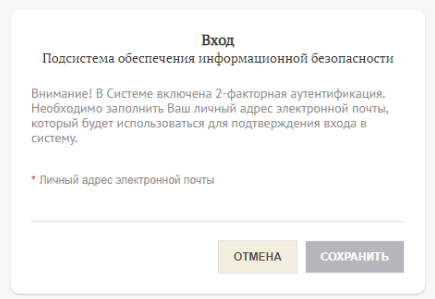 Вход
Подсистема обеспечения информационной безопасности
Внимание! В Системе включена 2-факторная аутентификация.
Необходимо заполнить Ваш личный адрес электронной почты,
который будет использоваться для подтверждения входа в
систему.
* Личный адрес электронной почты
ОТМЕНА
СОХРАНИТЬ